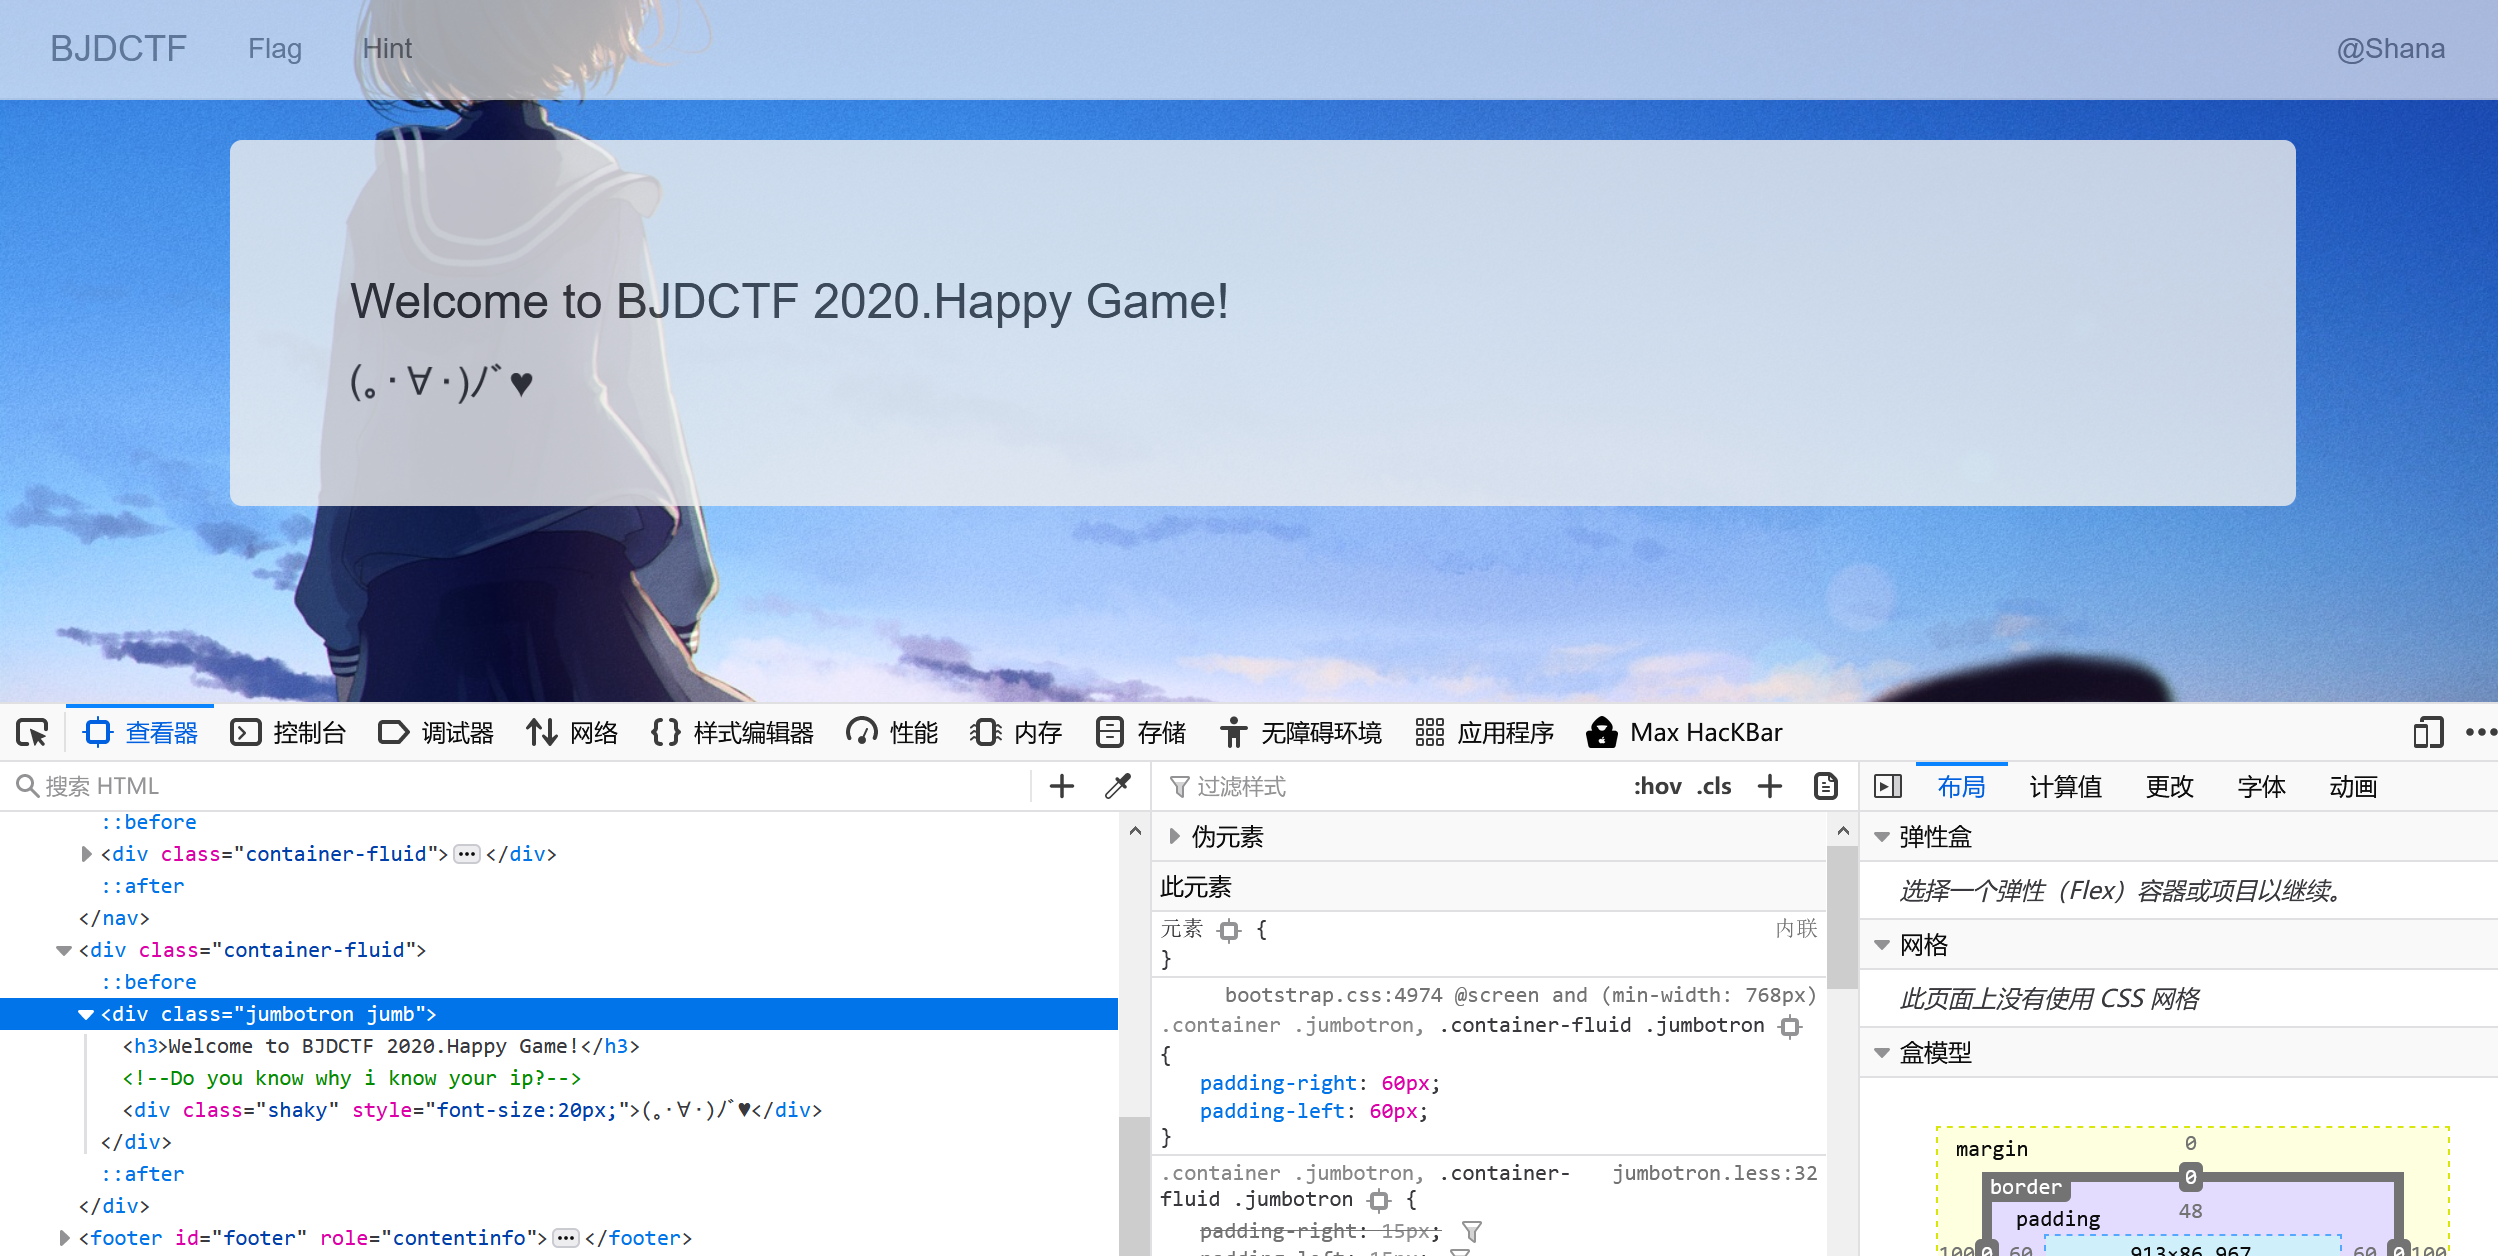 BJDCTF Flag Hint @Shana
Welcome to BJDCTF 2020.Happy Game!
(｡･∀･)ﾉﾞ♥
查看器 控制台 调试器 网络 样式编辑器 性能 内存 存储 无障碍环境 应用程序 Max HacKBar
搜索 HTML
::before
<div class="container-fluid"> ••• </div>
::after
</nav>
<div class="container-fluid">
::before
<div class="jumbotron jumb">
<h3>Welcome to BJDCTF 2020.Happy Game!</h3>
<!--Do you know why i know your ip?-->
<div class="shaky" style="font-size:20px;">(｡･∀･)ﾉﾞ♥</div>
</div>
::after
</div>
<footer id="footer" role="contentinfo"> ••• </footer>
过滤样式 :hov .cls
伪元素
此元素
元素 { 内联
}
bootstrap.css:4974 @screen and (min-width: 768px)
.container .jumbotron, .container-fluid .jumbotron
{
padding-right: 60px;
padding-left: 60px;
}
.container .jumbotron, .container- jumbotron.less:32
fluid .jumbotron {
padding-right: 15px;
padding-left: 15px;
布局 计算值 更改 字体 动画
弹性盒
选择一个弹性（Flex）容器或项目以继续。
网格
此页面上没有使用 CSS 网格
盒模型
margin 0
border 0
padding 48
100 0 60 913×86.967 60 0 100